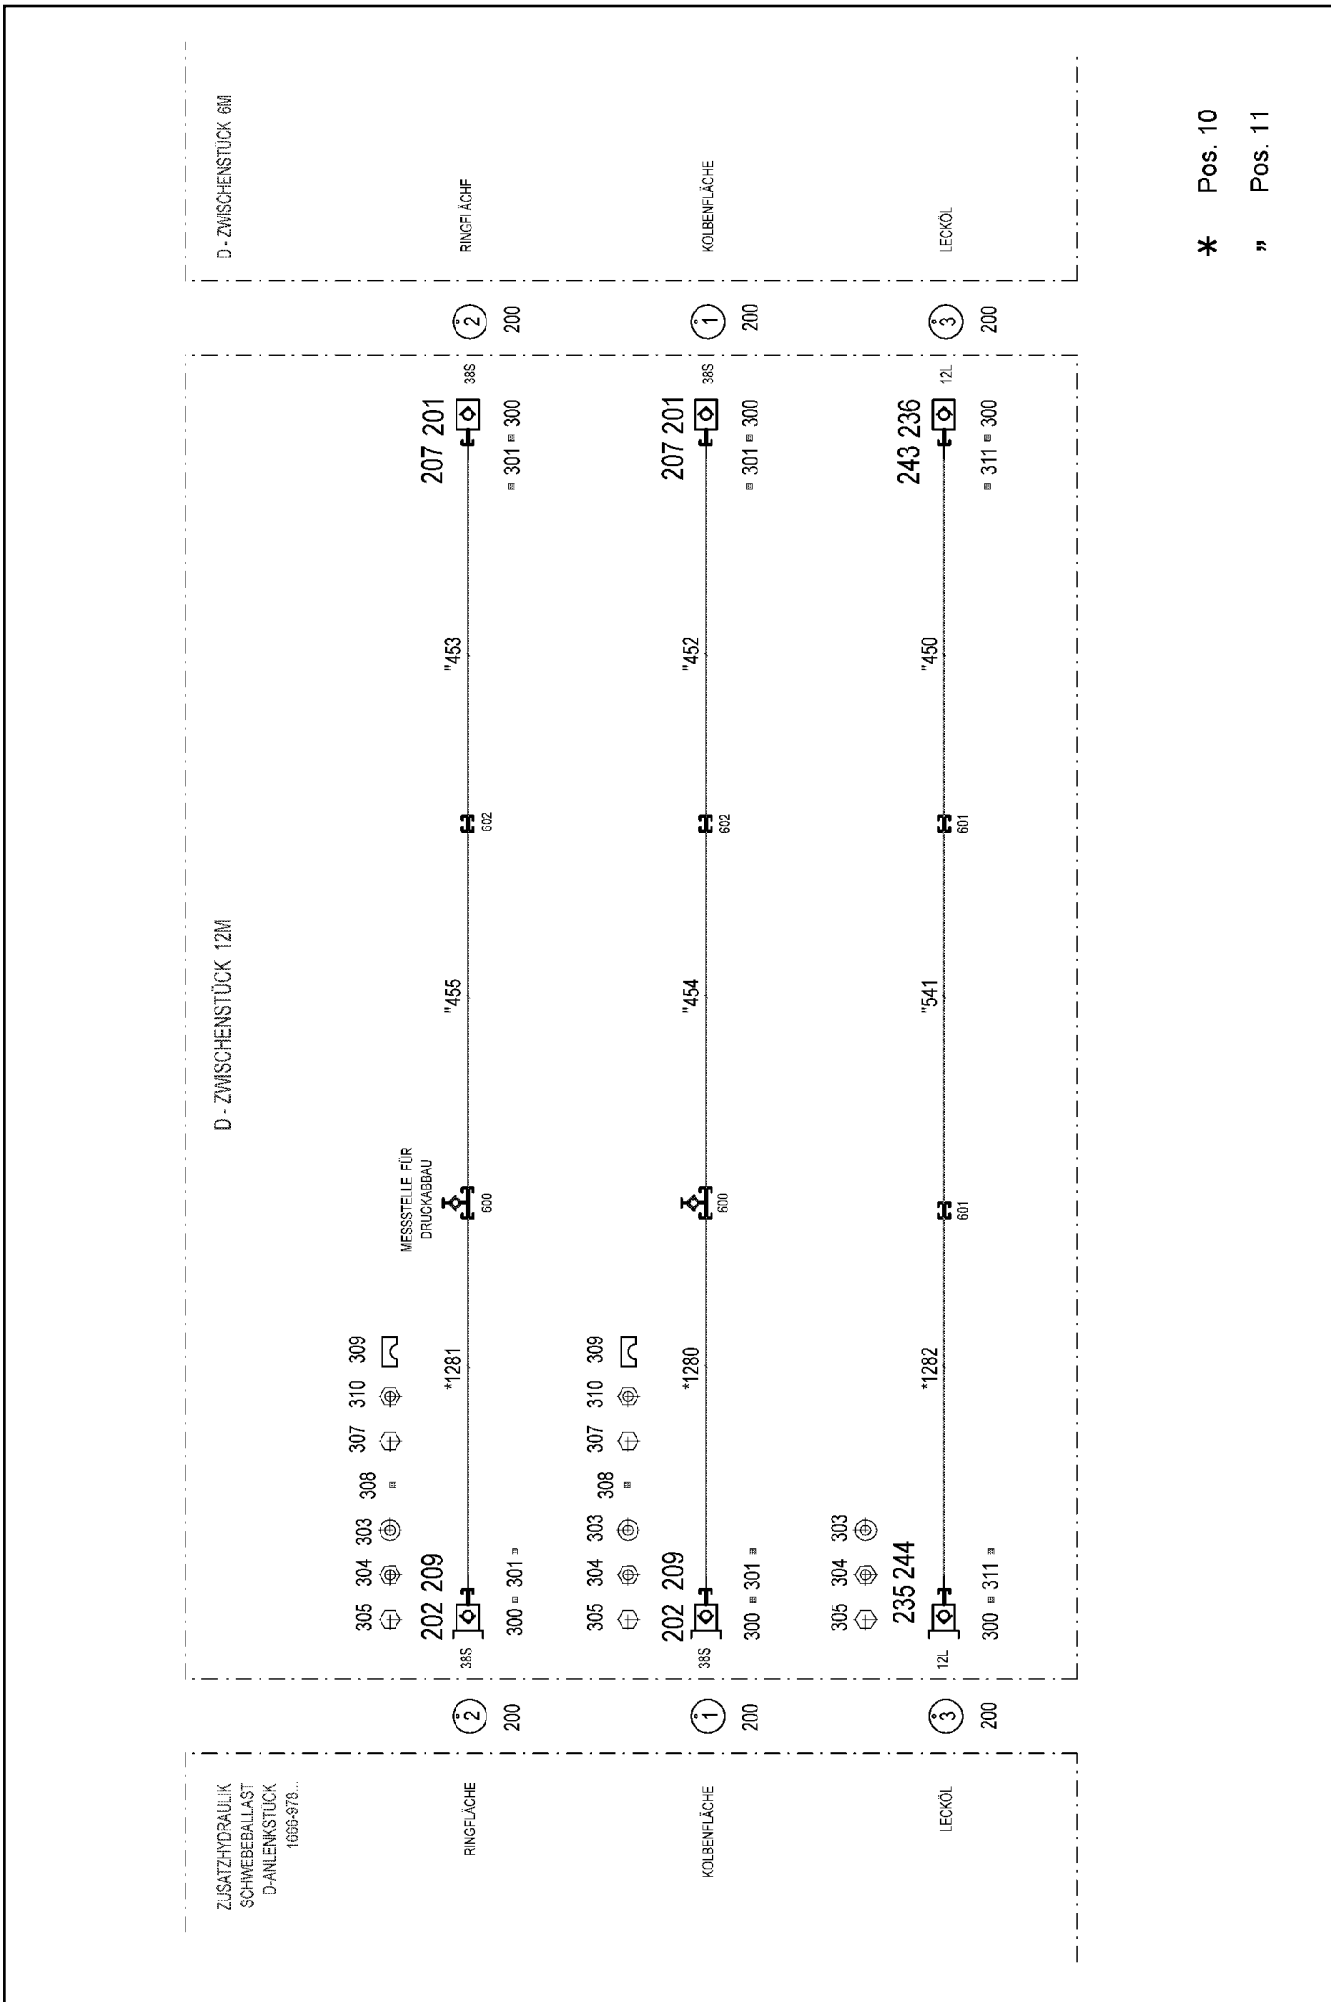 ZUSATZHYDRAULIK
SCHWEBEBALLAST
D-ANLENKSTÜCK
RINGFLÄCHE
KOLBENFLÄCHE
LECKÖL
2
200
1
200
3
200
D - ZWISCHENSTÜCK 12M
305 304 303 308 307 310 309
202 209
38S
300 301
*1281
MESSSTELLE FÜR
DRUCKABBAU
600
"455
602
"453
207 201
38S
301 300
305 304 303 308 307 310 309
202 209
38S
300 301
*1280
600
"454
602
"452
207 201
38S
301 300
305 304 303
235 244
12L
300 311
*1282
601
"541
601
"450
243 236
12L
311 300
2
200
1
200
3
200
D - ZWISCHENSTÜCK 6M
RINGFLÄCHE
KOLBENFLÄCHE
LECKÖL
* Pos. 10
" Pos. 11